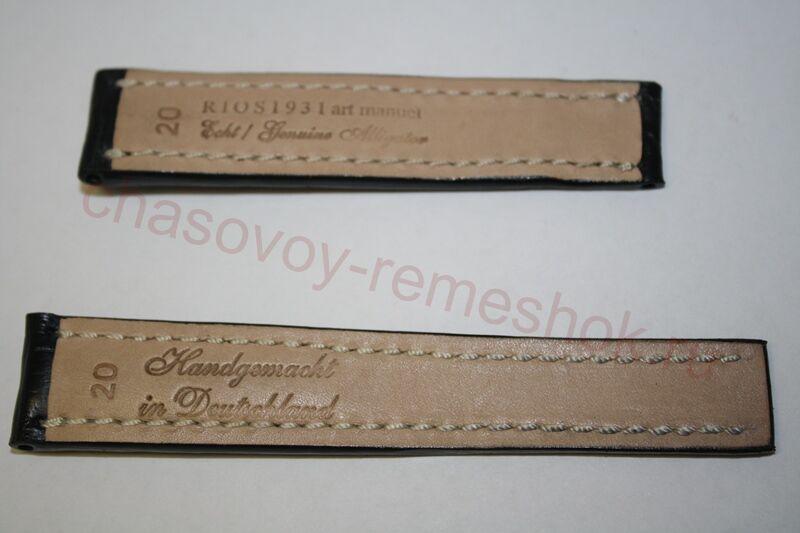 20
RIOS1931 art manuel
Echt / Genuine Alligator
chasovoy-remeshok.ru
20
Handgemacht
in Deutschland